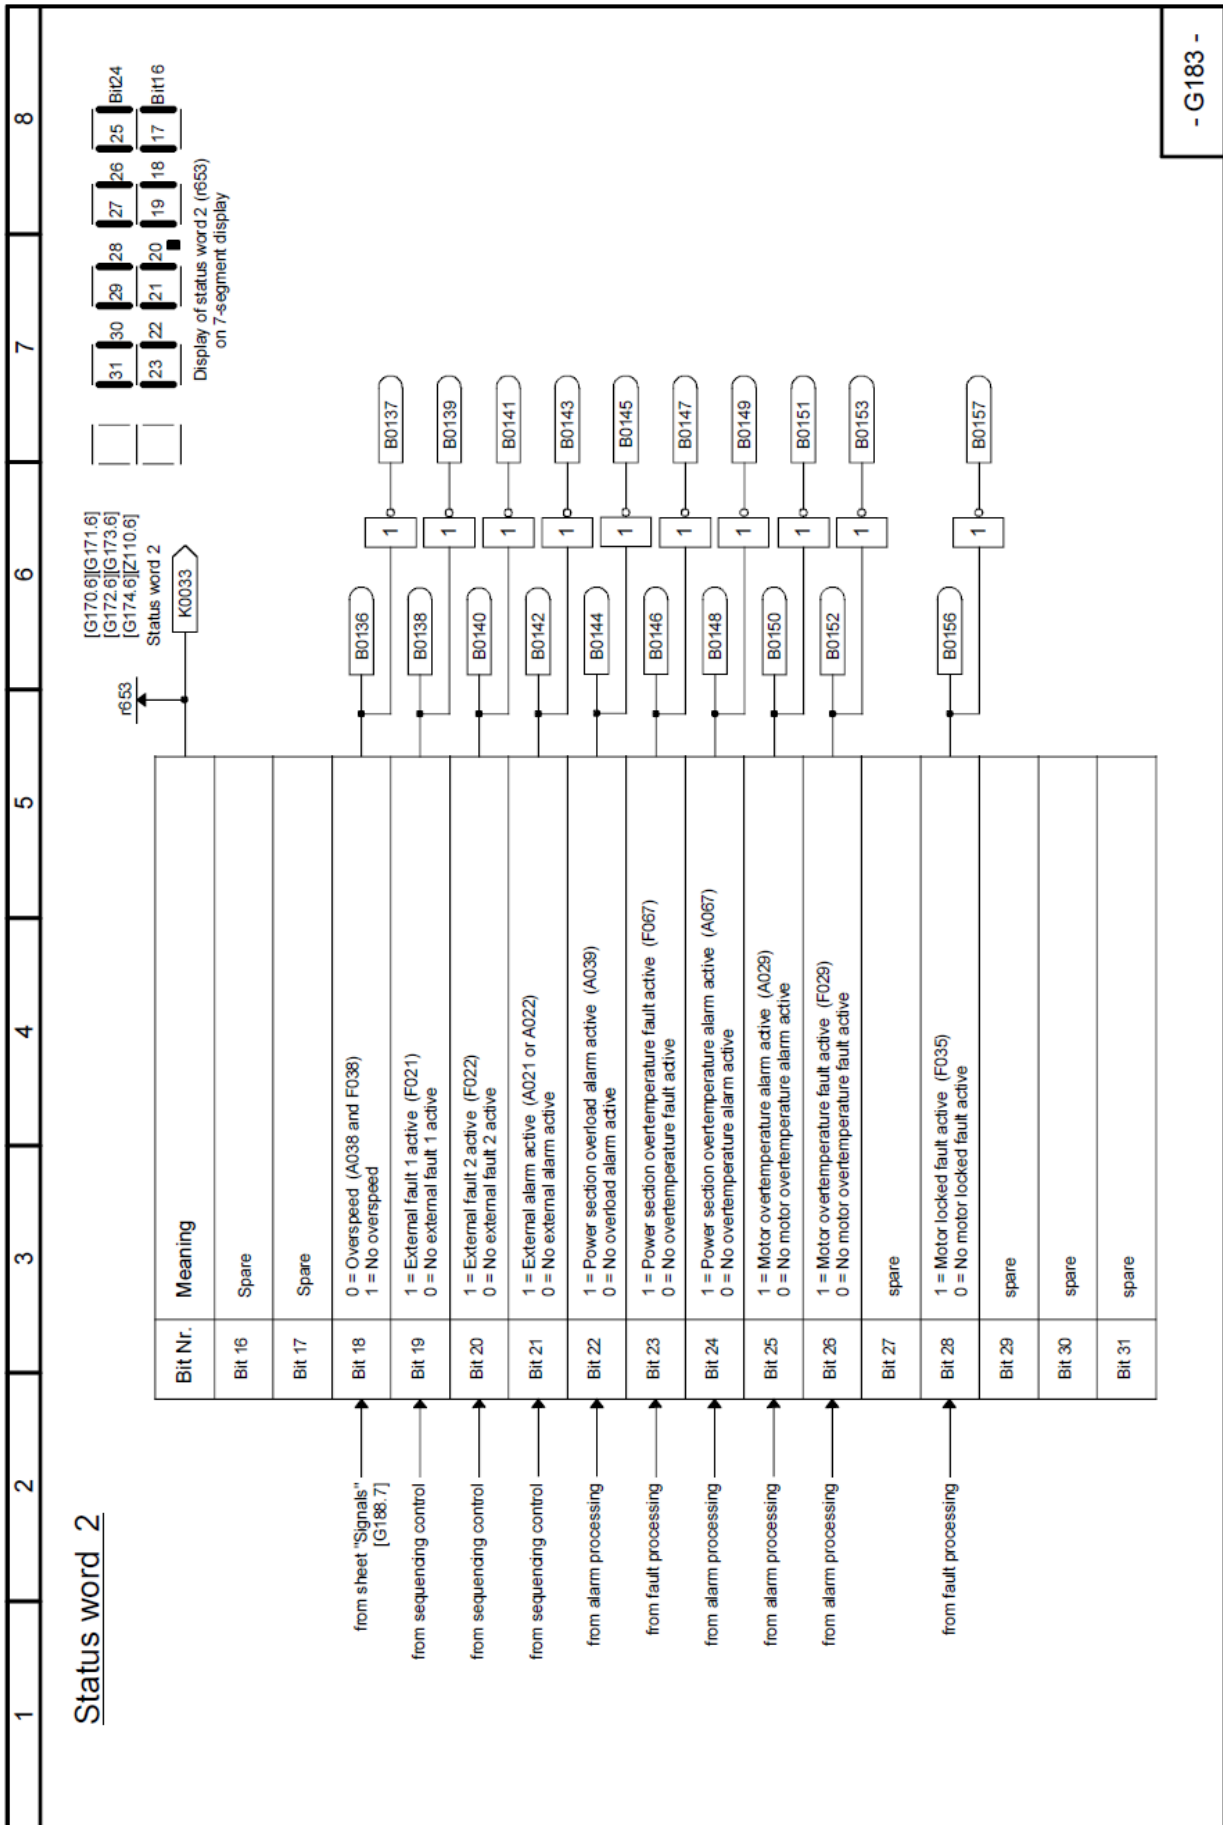 1 2 3 4 5 6 7 8
Status word 2
r653
[G170.6][G171.6]
[G172.6][G173.6]
[G174.6][Z110.6]
Status word 2
K0033
31 30 29 28 27 26 25 Bit24
23 22 21 20 19 18 17 Bit16
Display of status word 2 (r653)
on 7-segment display
Bit Nr. Meaning
Bit 16 Spare
Bit 17 Spare
from sheet "Signals"
[G188.7]
Bit 18 0 = Overspeed (A038 and F038)
1 = No overspeed
B0136 1 B0137
from sequencing control Bit 19 1 = External fault 1 active (F021)
0 = No external fault 1 active
B0138 1 B0139
from sequencing control Bit 20 1 = External fault 2 active (F022)
0 = No external fault 2 active
B0140 1 B0141
from sequencing control Bit 21 1 = External alarm active (A021 or A022)
0 = No external alarm active
B0142 1 B0143
from alarm processing Bit 22 1 = Power section overload alarm active (A039)
0 = No overload alarm active
B0144 1 B0145
from fault processing Bit 23 1 = Power section overtemperature fault active (F067)
0 = No overtemperature fault active
B0146 1 B0147
from alarm processing Bit 24 1 = Power section overtemperature alarm active (A067)
0 = No overtemperature alarm active
B0148 1 B0149
from alarm processing Bit 25 1 = Motor overtemperature alarm active (A029)
0 = No motor overtemperature alarm active
B0150 1 B0151
from alarm processing Bit 26 1 = Motor overtemperature fault active (F029)
0 = No motor overtemperature fault active
B0152 1 B0153
Bit 27 spare
from fault processing Bit 28 1 = Motor locked fault active (F035)
0 = No motor locked fault active
B0156 1 B0157
Bit 29 spare
Bit 30 spare
Bit 31 spare
- G183 -